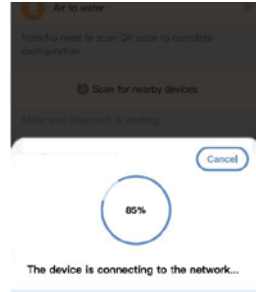 Air to water
Note:No need to scan QR code to complete
configuration
Scan for nearby devices
Make sure Bluetooth is working.
Cancel
85%
The device is connecting to the network...